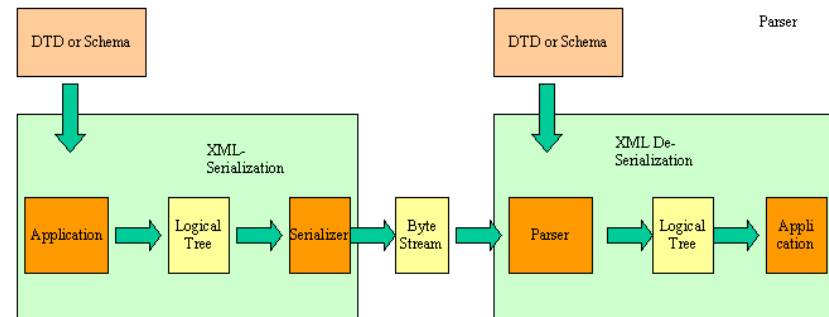 DTD or Schema
DTD or Schema
Parser
XML-
Serialization
XML De-
Serialization
Application
Logical
Tree
Serializer
Byte
Stream
Parser
Logical
Tree
Appli
cation